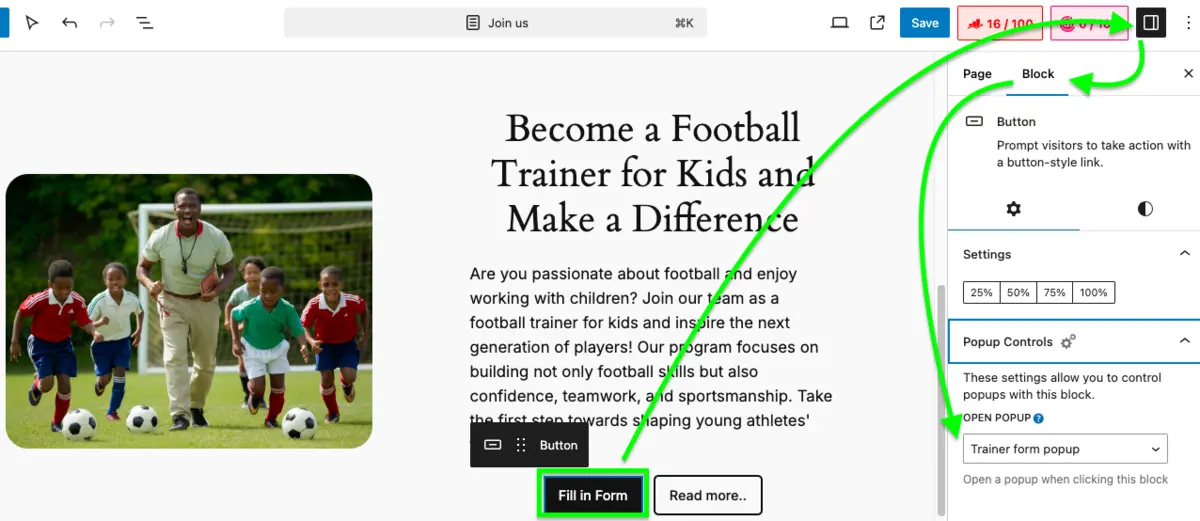 Join us
⌘K
Save
16 / 100
Page
Block
Button
Prompt visitors to take action with
a button-style link.
Settings
25%
50%
75%
100%
Popup Controls
These settings allow you to control
popups with this block.
OPEN POPUP
Trainer form popup
Open a popup when clicking this block
Become a Football
Trainer for Kids and
Make a Difference
Are you passionate about football and enjoy
working with children? Join our team as a
football trainer for kids and inspire the next
generation of players! Our program focuses on
building not only football skills but also
confidence, teamwork, and sportsmanship. Take
the first step towards shaping young athletes'
Button
Fill in Form
Read more..